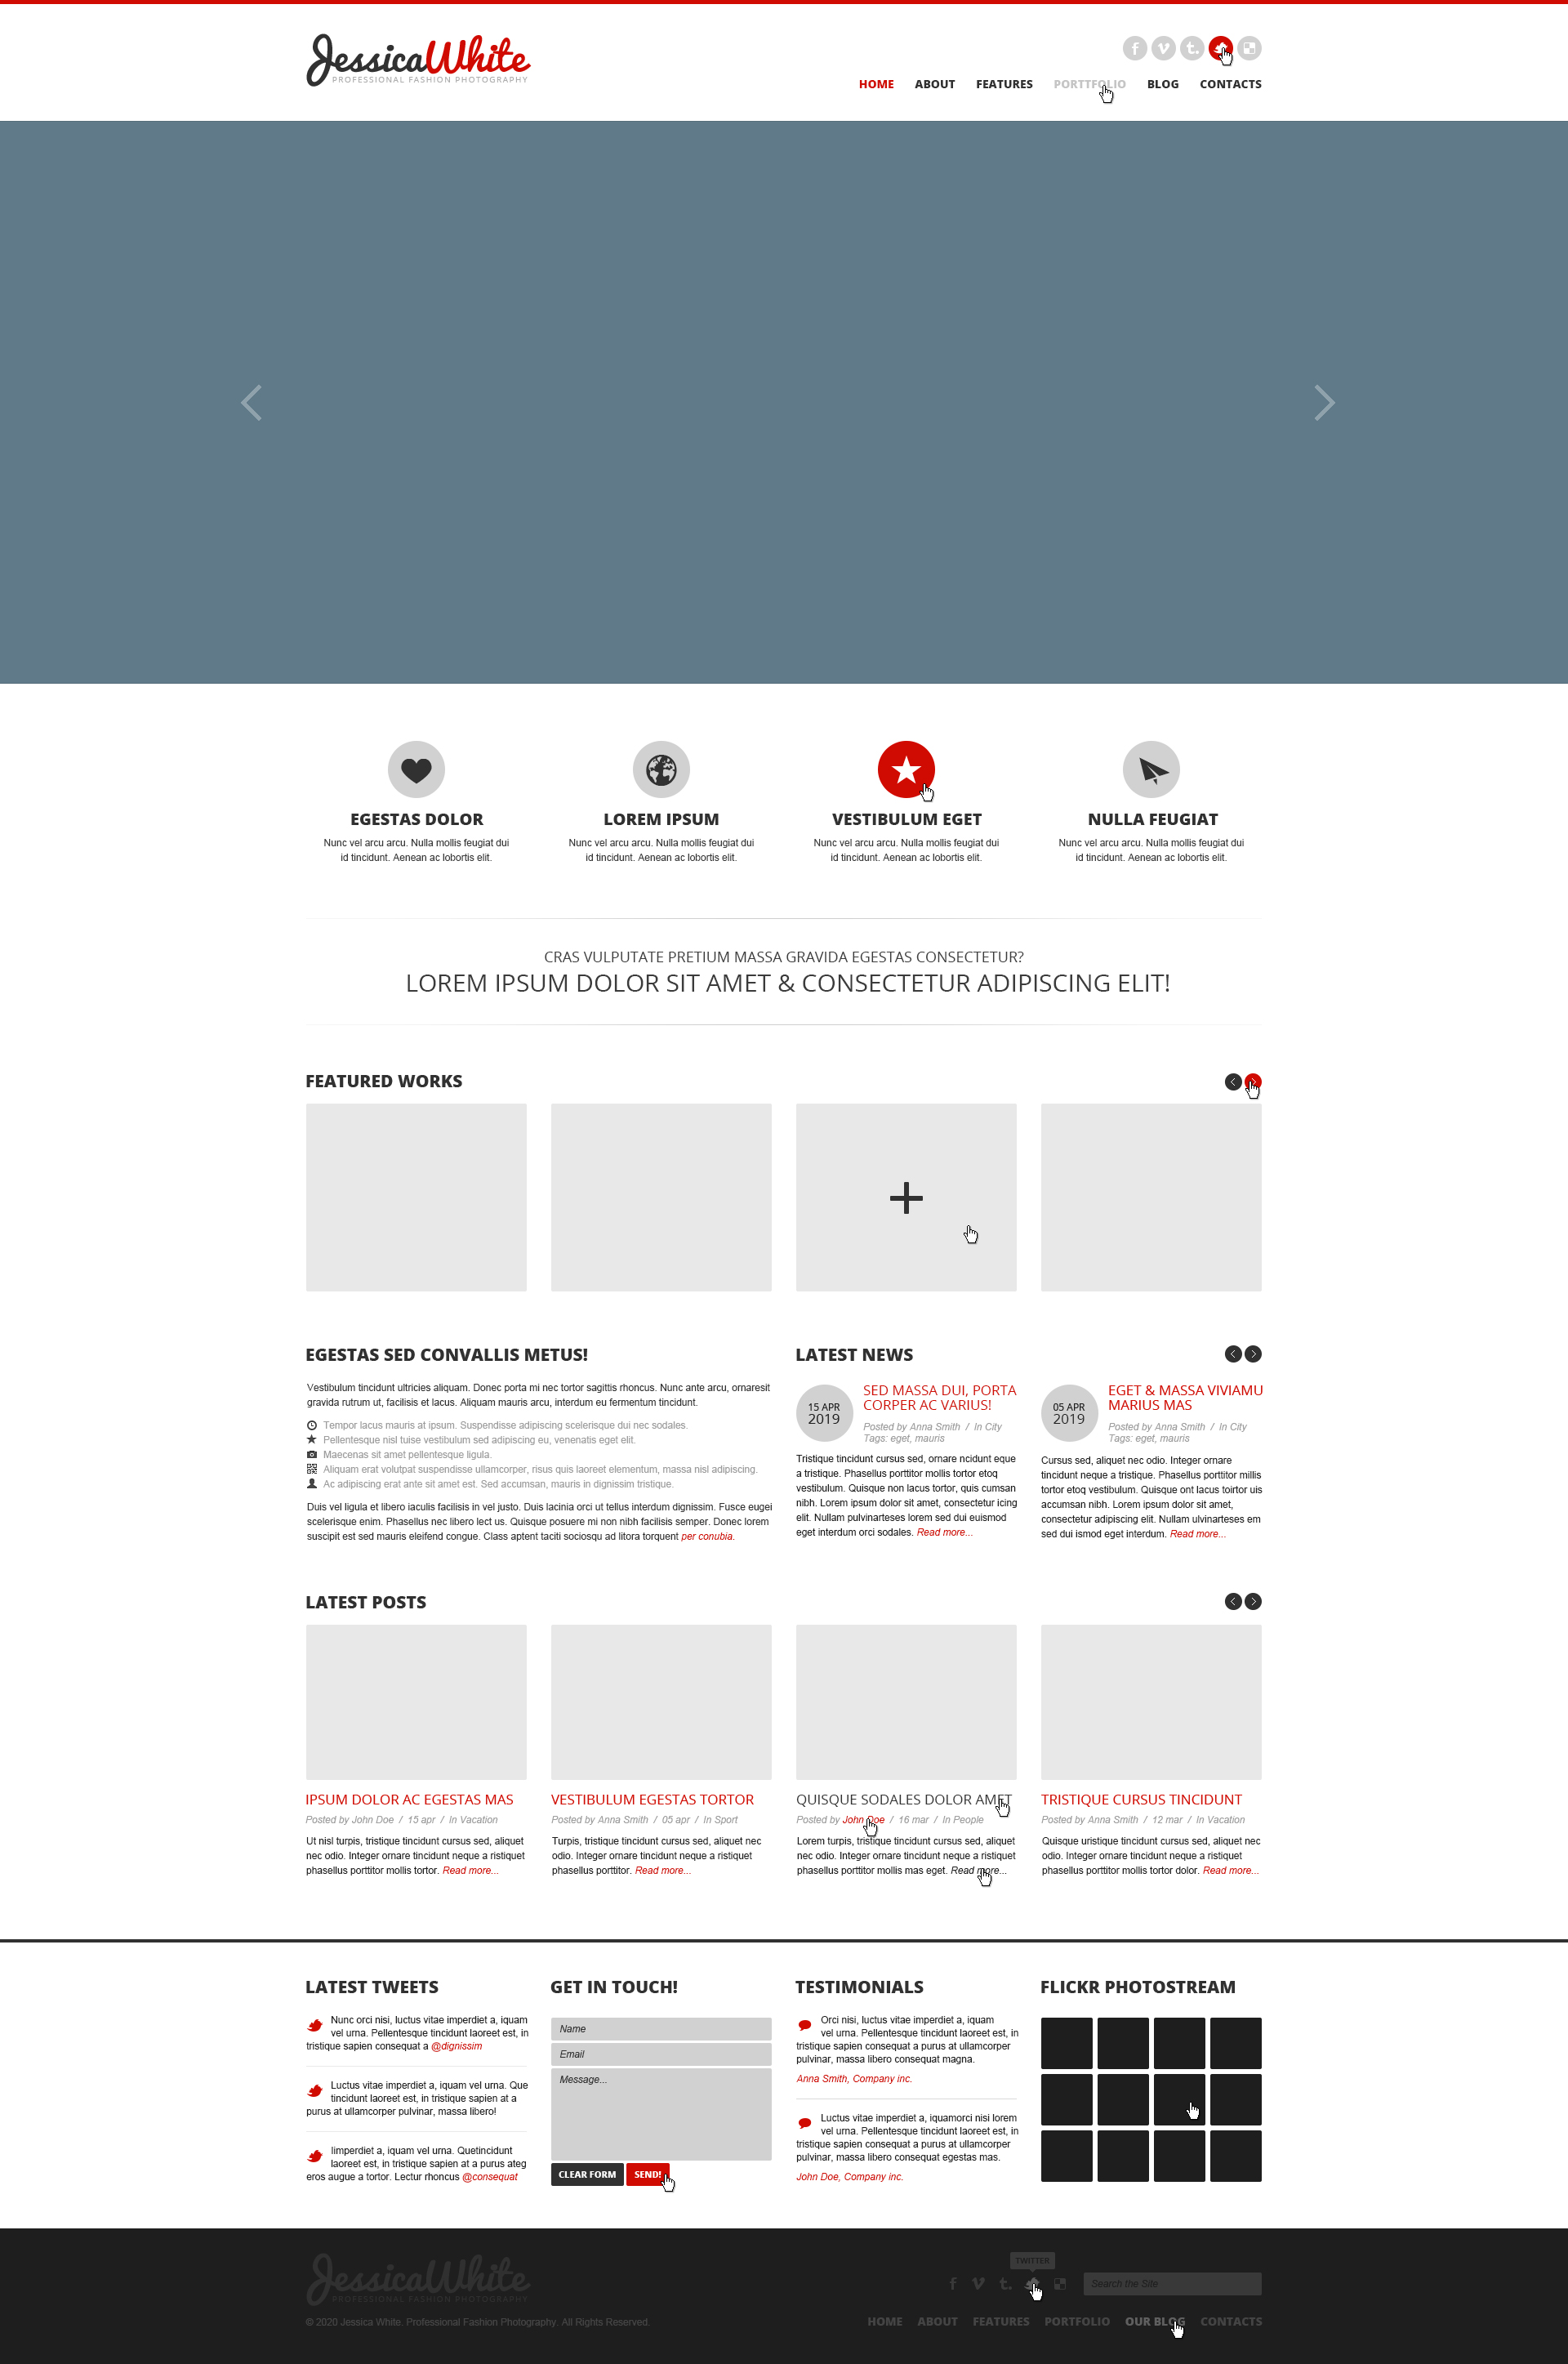 JessicaWhite
PROFESSIONAL FASHION PHOTOGRAPHY
HOME ABOUT FEATURES PORTTFOLIO BLOG CONTACTS
EGESTAS DOLOR
Nunc vel arcu arcu. Nulla mollis feugiat dui
id tincidunt. Aenean ac lobortis elit.
LOREM IPSUM
Nunc vel arcu arcu. Nulla mollis feugiat dui
id tincidunt. Aenean ac lobortis elit.
VESTIBULUM EGET
Nunc vel arcu arcu. Nulla mollis feugiat dui
id tincidunt. Aenean ac lobortis elit.
NULLA FEUGIAT
Nunc vel arcu arcu. Nulla mollis feugiat dui
id tincidunt. Aenean ac lobortis elit.
CRAS VULPUTATE PRETIUM MASSA GRAVIDA EGESTAS CONSECTETUR?
LOREM IPSUM DOLOR SIT AMET & CONSECTETUR ADIPISCING ELIT!
FEATURED WORKS
EGESTAS SED CONVALLIS METUS!
Vestibulum tincidunt ultricies aliquam. Donec porta mi nec tortor sagittis rhoncus. Nunc ante arcu, ornaresit
gravida rutrum ut, facilisis et lacus. Aliquam mauris arcu, interdum eu fermentum tincidunt.
Tempor lacus mauris at ipsum. Suspendisse adipiscing scelerisque dui nec sodales.
Pellentesque nisl tuise vestibulum sed adipiscing eu, venenatis eget elit.
Maecenas sit amet pellentesque ligula.
Aliquam erat volutpat suspendisse ullamcorper, risus quis laoreet elementum, massa nisl adipiscing.
Ac adipiscing erat ante sit amet est. Sed accumsan, mauris in dignissim tristique.
Duis vel ligula et libero iaculis facilisis in vel justo. Duis lacinia orci ut tellus interdum dignissim. Fusce eugei
scelerisque enim. Phasellus nec libero lect us. Quisque posuere mi non nibh facilisis semper. Donec lorem
suscipit est sed mauris eleifend congue. Class aptent taciti sociosqu ad litora torquent per conubia.
LATEST NEWS
15 APR
2019
SED MASSA DUI, PORTA
CORPER AC VARIUS!
Posted by Anna Smith / In City
Tags: eget, mauris
Tristique tincidunt cursus sed, ornare ncidunt eque
a tristique. Phasellus porttitor mollis tortor etoq
vestibulum. Quisque non lacus tortor, quis cumsan
nibh. Lorem ipsum dolor sit amet, consectetur icing
elit. Nullam pulvinarteses lorem sed dui euismod
eget interdum orci sodales. Read more...
05 APR
2019
EGET & MASSA VIVIAMU
MARIUS MAS
Posted by Anna Smith / In City
Tags: eget, mauris
Cursus sed, aliquet nec odio. Integer ornare
tincidunt neque a tristique. Phasellus porttitor millis
tortor etoq vestibulum. Quisque ont lacus toirtor uis
accumsan nibh. Lorem ipsum dolor sit amet,
consectetur adipiscing elit. Nullam ulvinarteses em
sed dui ismod eget interdum. Read more...
LATEST POSTS
IPSUM DOLOR AC EGESTAS MAS
Posted by John Doe / 15 apr / In Vacation
Ut nisl turpis, tristique tincidunt cursus sed, aliquet
nec odio. Integer ornare tincidunt neque a ristiquet
phasellus porttitor mollis tortor. Read more...
VESTIBULUM EGESTAS TORTOR
Posted by Anna Smith / 05 apr / In Sport
Turpis, tristique tincidunt cursus sed, aliquet nec
odio. Integer ornare tincidunt neque a ristiquet
phasellus porttitor. Read more...
QUISQUE SODALES DOLOR AMET
Posted by John Doe / 16 mar / In People
Lorem turpis, tristique tincidunt cursus sed, aliquet
nec odio. Integer ornare tincidunt neque a ristiquet
phasellus porttitor mollis mas eget. Read more...
TRISTIQUE CURSUS TINCIDUNT
Posted by Anna Smith / 12 mar / In Vacation
Quisque uristique tincidunt cursus sed, aliquet nec
odio. Integer ornare tincidunt neque a ristiquet
phasellus porttitor mollis tortor dolor. Read more...
LATEST TWEETS
Nunc orci nisi, luctus vitae imperdiet a, iquam
vel urna. Pellentesque tincidunt laoreet est, in
tristique sapien consequat a @dignissim
Luctus vitae imperdiet a, iquam vel urna. Que
tincidunt laoreet est, in tristique sapien at a
purus at ullamcorper pulvinar, massa libero!
Iimperdiet a, iquam vel urna. Quetincidunt
laoreet est, in tristique sapien at a purus ateg
eros augue a tortor. Lectur rhoncus @consequat
GET IN TOUCH!
Name
Email
Message...
CLEAR FORM SEND!
TESTIMONIALS
Orci nisi, luctus vitae imperdiet a, iquam
vel urna. Pellentesque tincidunt laoreet est, in
tristique sapien consequat a purus at ullamcorper
pulvinar, massa libero consequat magna.
Anna Smith, Company inc.
Luctus vitae imperdiet a, iquamorci nisi lorem
vel urna. Pellentesque tincidunt laoreet est, in
tristique sapien consequat a purus at ullamcorper
pulvinar, massa libero consequat egestas mas.
John Doe, Company inc.
FLICKR PHOTOSTREAM
JessicaWhite
PROFESSIONAL FASHION PHOTOGRAPHY
© 2020 Jessica White. Professional Fashion Photography. All Rights Reserved.
TWITTER
Search the Site
HOME ABOUT FEATURES PORTFOLIO OUR BLOG CONTACTS